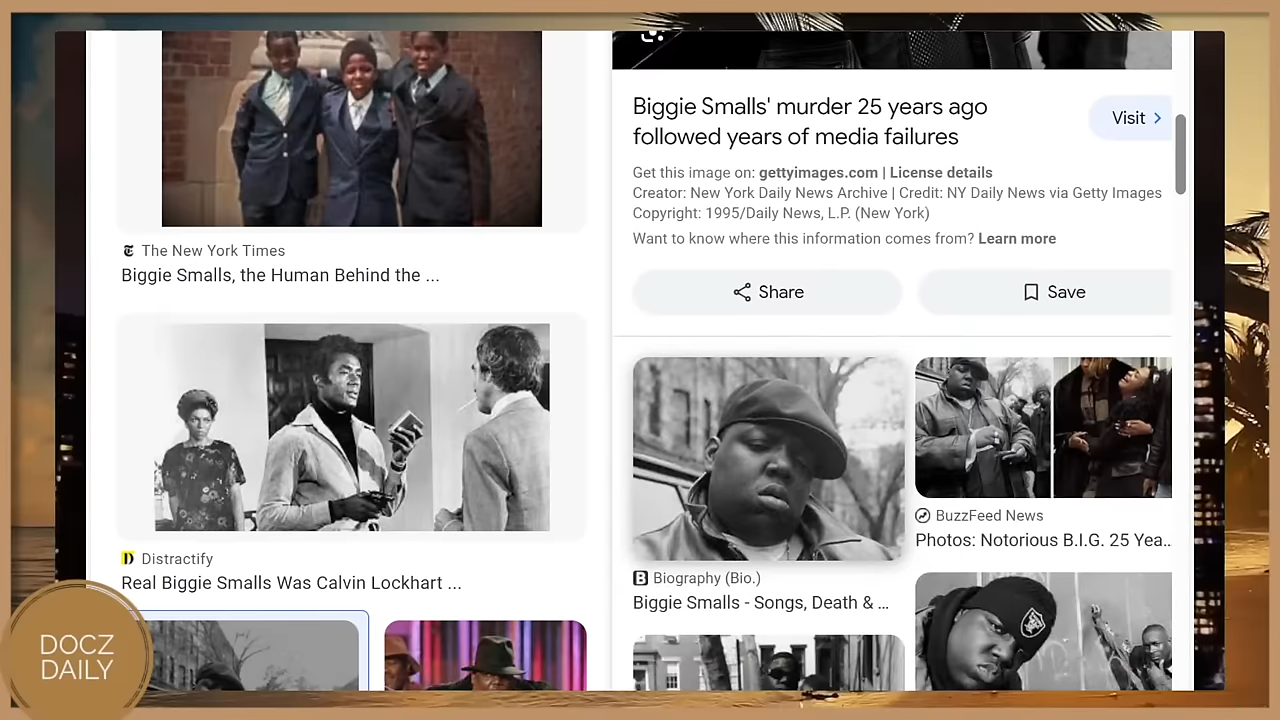 The New York Times
Biggie Smalls, the Human Behind the ...
Distractify
Real Biggie Smalls Was Calvin Lockhart ...
Biggie Smalls' murder 25 years ago
followed years of media failures
Visit
Get this image on: gettyimages.com | License details
Creator: New York Daily News Archive | Credit: NY Daily News via Getty Images
Copyright: 1995/Daily News, L.P. (New York)
Want to know where this information comes from? Learn more
Share
Save
Biography (Bio.)
Biggie Smalls - Songs, Death & ...
BuzzFeed News
Photos: Notorious B.I.G. 25 Yea...
DOCZ
DAILY